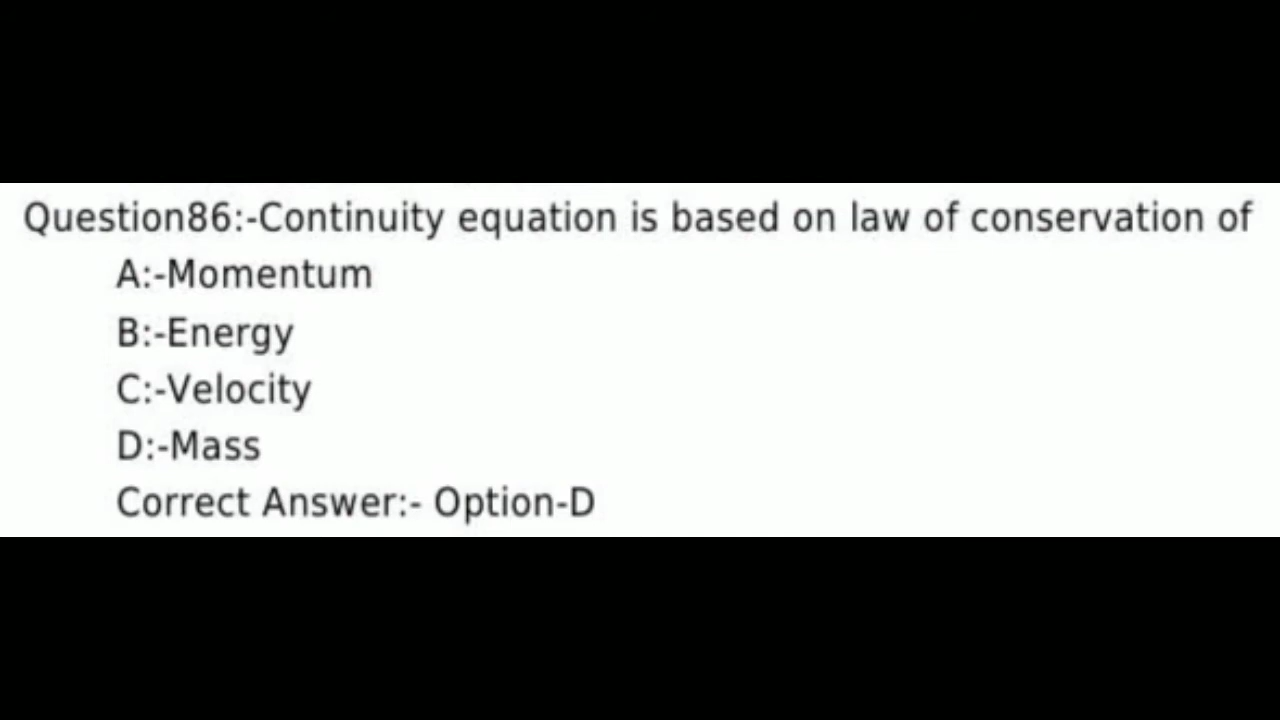 Question86:-Continuity equation is based on law of conservation of
A:-Momentum
B:-Energy
C:-Velocity
D:-Mass
Correct Answer:- Option-D